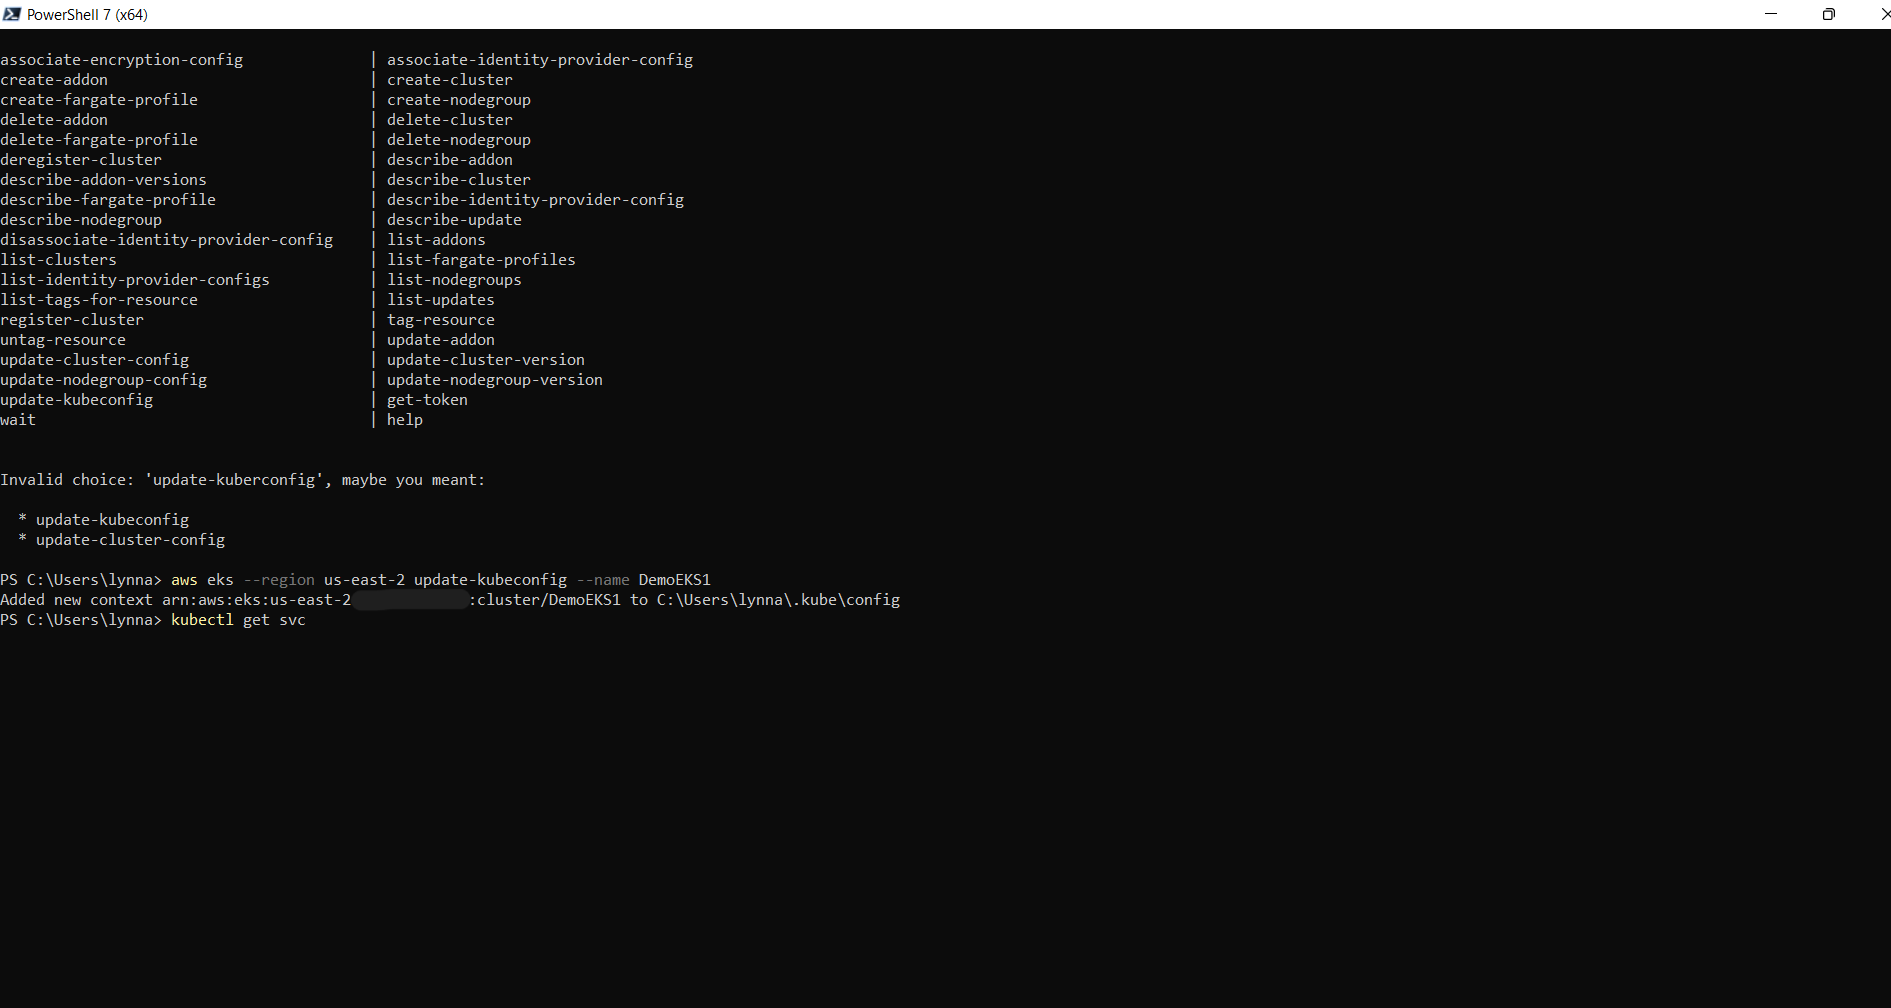 PowerShell 7 (x64)
associate-encryption-config | associate-identity-provider-config
create-addon | create-cluster
create-fargate-profile | create-nodegroup
delete-addon | delete-cluster
delete-fargate-profile | delete-nodegroup
deregister-cluster | describe-addon
describe-addon-versions | describe-cluster
describe-fargate-profile | describe-identity-provider-config
describe-nodegroup | describe-update
disassociate-identity-provider-config | list-addons
list-clusters | list-fargate-profiles
list-identity-provider-configs | list-nodegroups
list-tags-for-resource | list-updates
register-cluster | tag-resource
untag-resource | update-addon
update-cluster-config | update-cluster-version
update-nodegroup-config | update-nodegroup-version
update-kubeconfig | get-token
wait | help
Invalid choice: 'update-kuberconfig', maybe you meant:
* update-kubeconfig
* update-cluster-config
PS C:\Users\lynna> aws eks --region us-east-2 update-kubeconfig --name DemoEKS1
Added new context arn:aws:eks:us-east-2 :cluster/DemoEKS1 to C:\Users\lynna\.kube\config
PS C:\Users\lynna> kubectl get svc